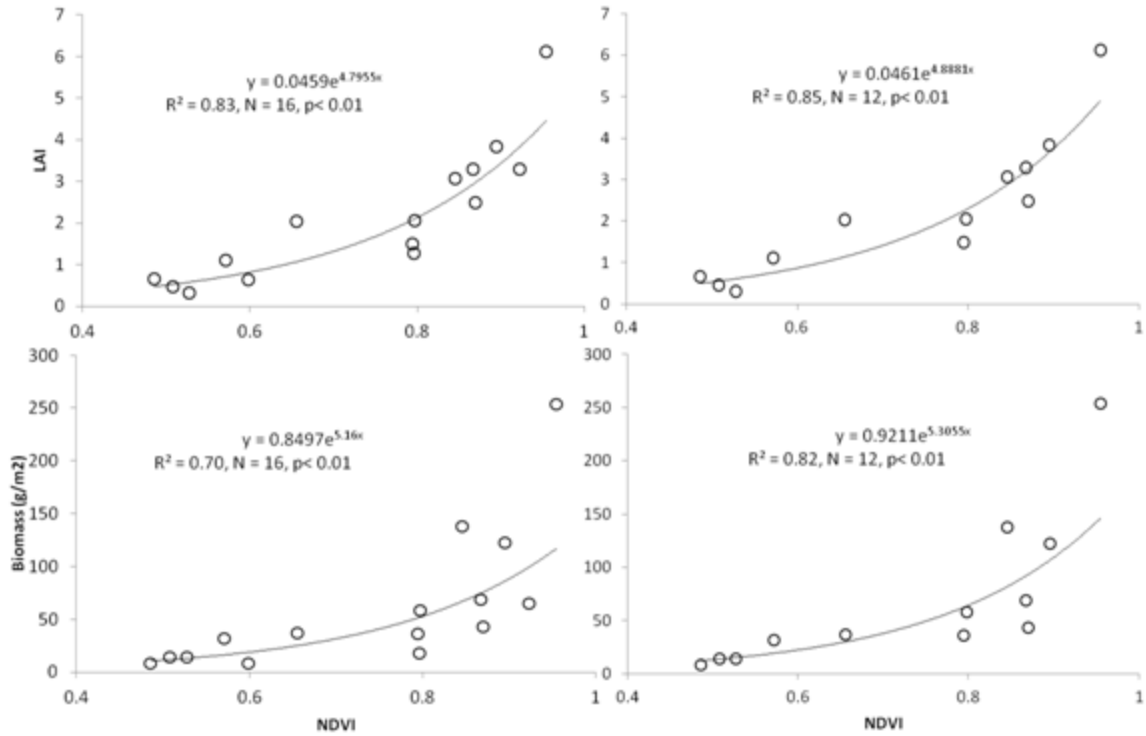 7
6
5
4
3
2
1
0
LAI
y = 0.0459e^4.7955x
R² = 0.83, N = 16, p< 0.01
0.4 0.6 0.8 1
7
6
5
4
3
2
1
0
y = 0.0461e^4.8881x
R² = 0.85, N = 12, p< 0.01
0.4 0.6 0.8 1
300
250
200
150
100
50
0
Biomass (g/m2)
y = 0.8497e^5.16x
R² = 0.70, N = 16, p< 0.01
0.4 0.6 0.8 1
NDVI
300
250
200
150
100
50
0
y = 0.9211e^5.3055x
R² = 0.82, N = 12, p< 0.01
0.4 0.6 0.8 1
NDVI